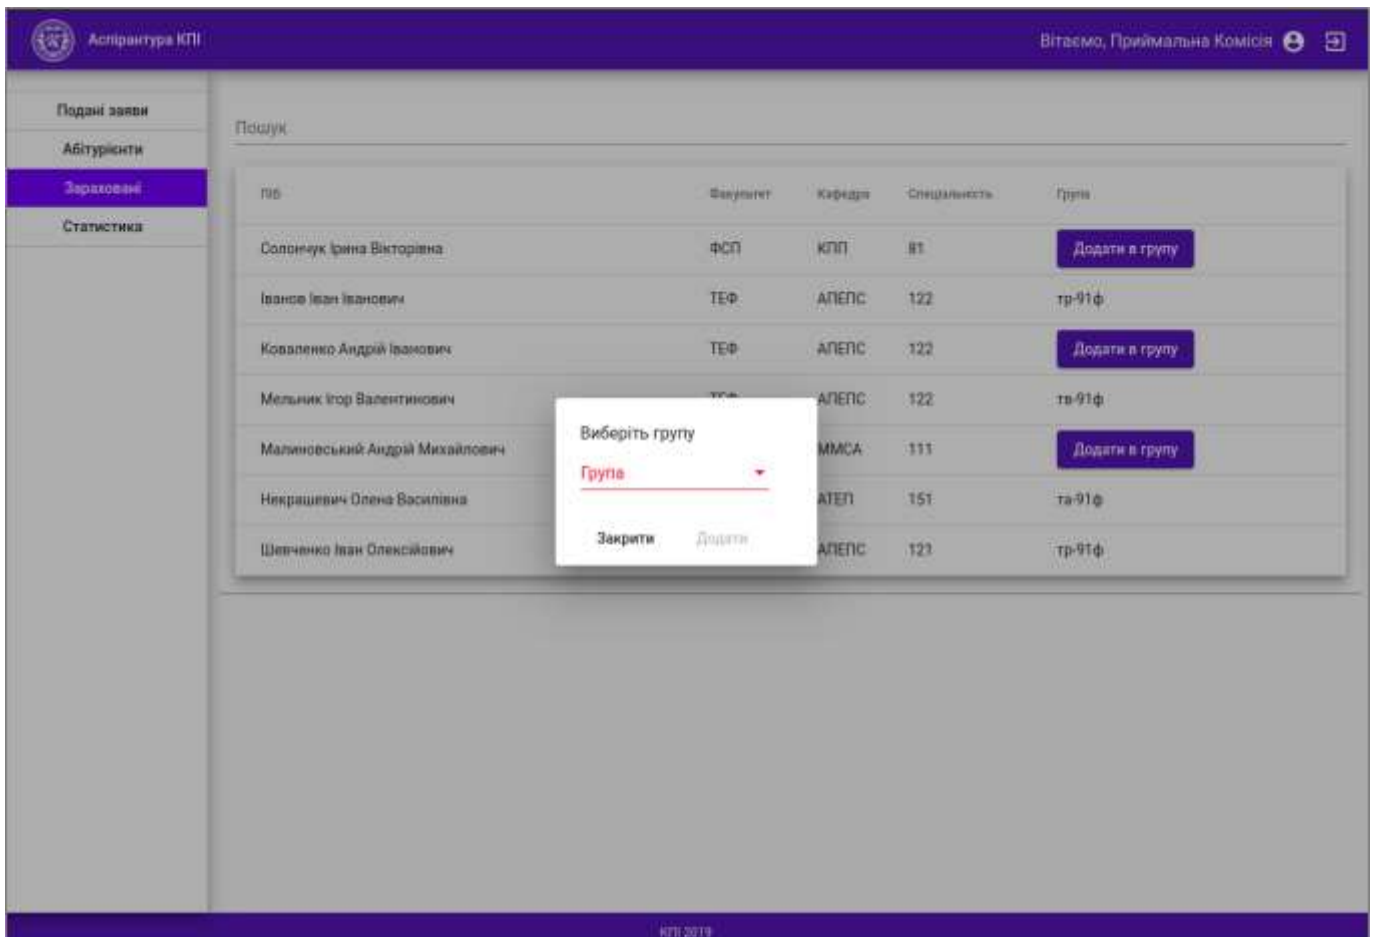 Аспірантура КПІ
Вітаємо, Приймальна Комісія
Подані заяви
Абітурієнти
Зараховані
Статистика
Пошук
ПІБ Факультет Кафедра Спеціальність Група
Солончук Ірина Вікторівна ФСП КПП 81 Додати в групу
Іванов Іван Іванович ТЕФ АПЕПС 122 тр-91ф
Коваленко Андрій Іванович ТЕФ АПЕПС 122 Додати в групу
Мельник Ігор Валентинович ТЕФ АПЕПС 122 тв-91ф
Малиновський Андрій Михайлович ММСА 111 Додати в групу
Некрашевич Олена Василівна АТЕП 151 та-91ф
Шевченко Іван Олексійович АПЕПС 121 тр-91ф
Виберіть групу
Група
Закрити Додати
КПІ 2019